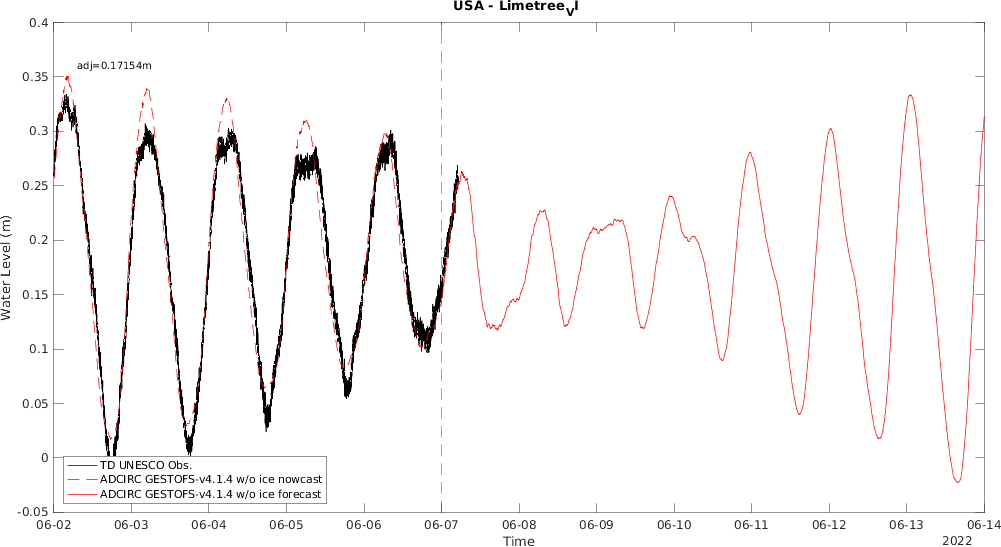 USA - Limetree_VI
adj=0.17154m
0.4
0.35
0.3
0.25
0.2
0.15
0.1
0.05
0
-0.05
Water Level (m)
TD UNESCO Obs.
ADCIRC GESTOFS-v4.1.4 w/o ice nowcast
ADCIRC GESTOFS-v4.1.4 w/o ice forecast
06-02 06-03 06-04 06-05 06-06 06-07 06-08 06-09 06-10 06-11 06-12 06-13 06-14
Time
2022